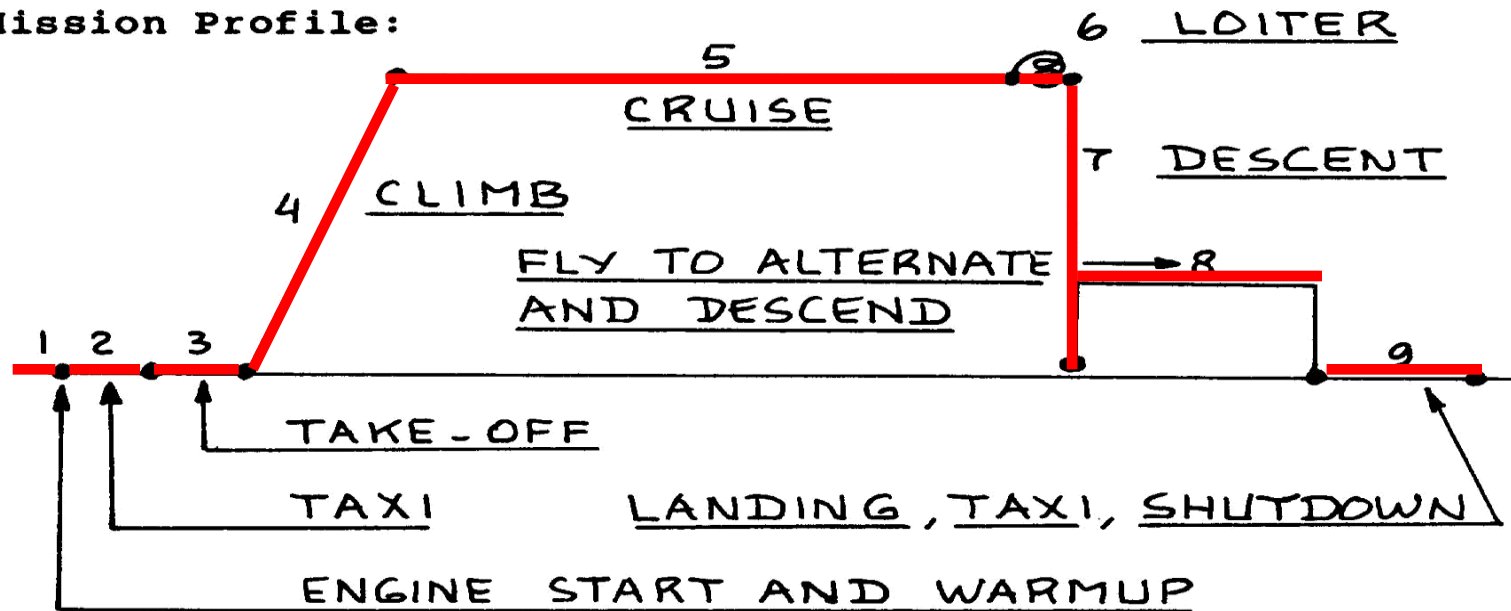 Mission Profile:
6 LOITER
5
CRUISE
7 DESCENT
4 CLIMB
FLY TO ALTERNATE 8
AND DESCEND
1 2 3 9
TAKE-OFF
TAXI LANDING, TAXI, SHUTDOWN
ENGINE START AND WARMUP